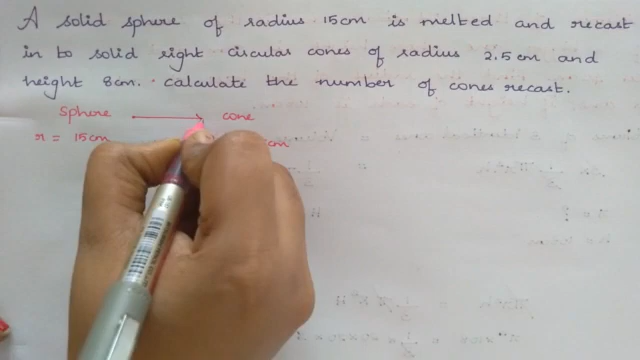 A solid sphere of radius 15cm is melted and recast
in to solid right circular cones of radius 2.5cm and
height 8cm. calculate the number of cones recast.
sphere → cone
r = 15cm cm